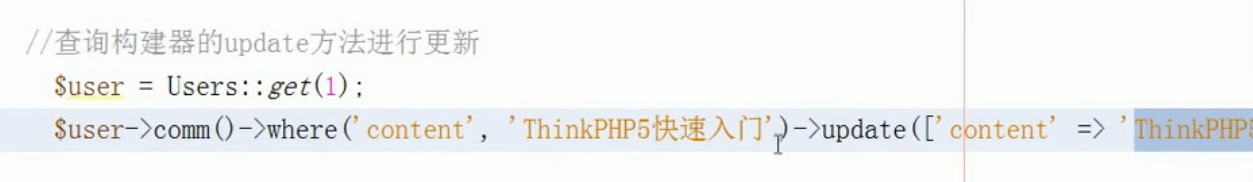 //查询构建器的update方法进行更新
$user = Users::get(1);
$user->comm()->where('content', 'ThinkPHP5快速入门')->update(['content' => 'ThinkPHP5